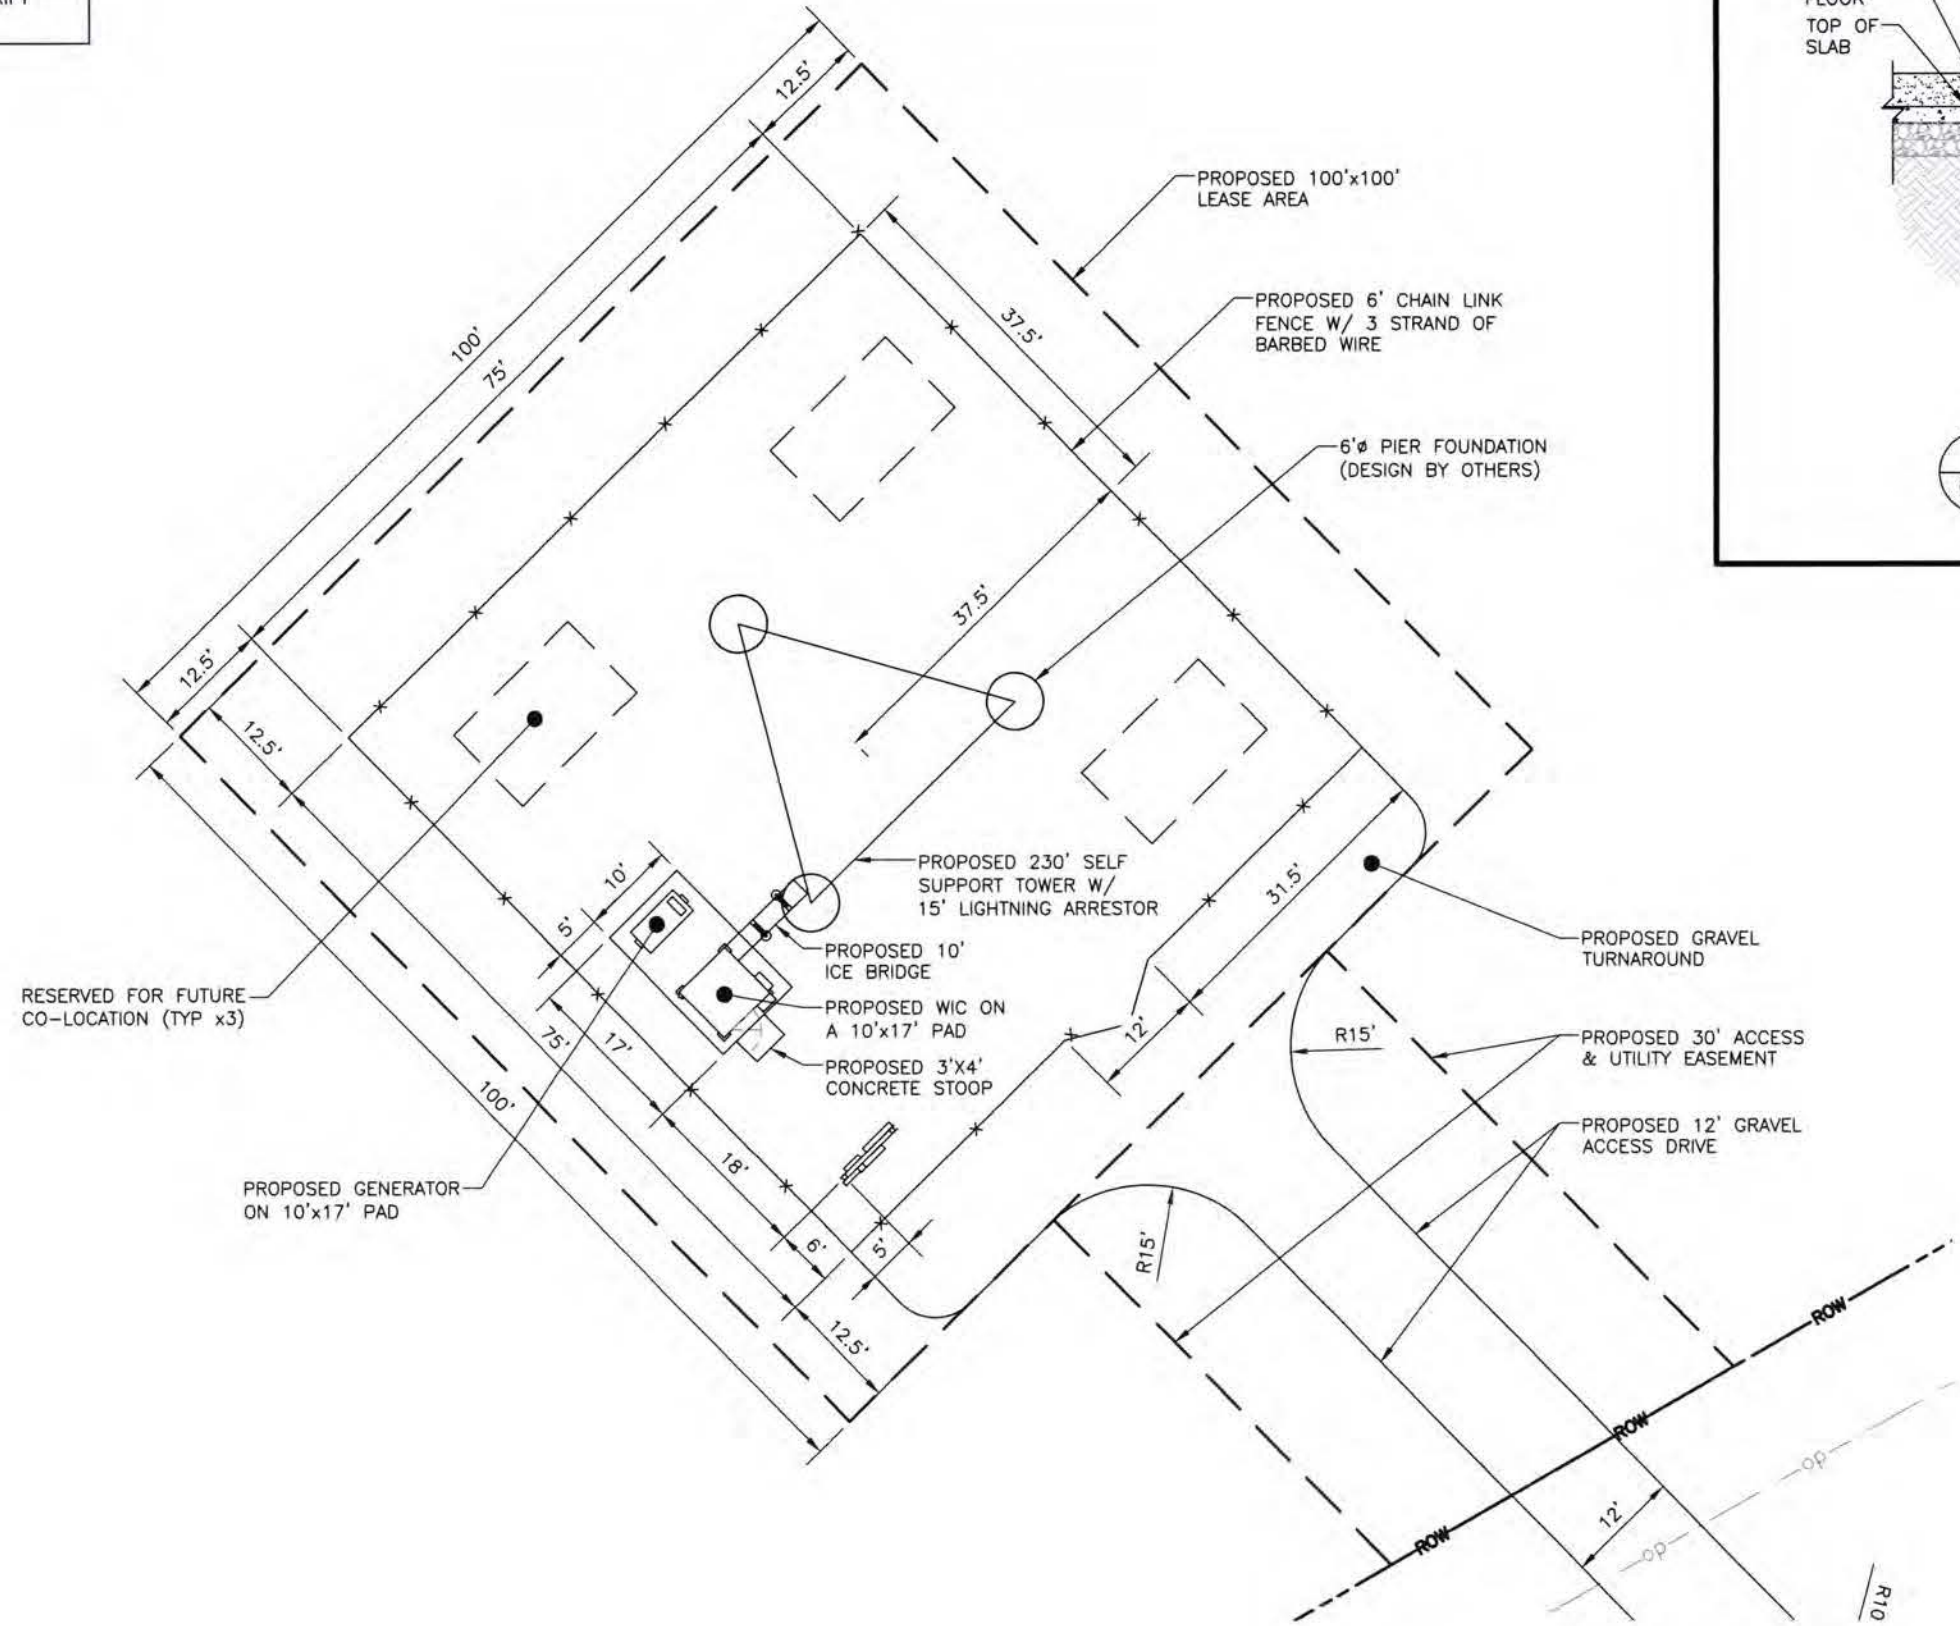 TOP OF
SLAB
12.5'
100'
75'
12.5'
12.5'
37.5'
37.5'
PROPOSED 100'x100'
LEASE AREA
PROPOSED 6' CHAIN LINK
FENCE W/ 3 STRAND OF
BARBED WIRE
6'ø PIER FOUNDATION
(DESIGN BY OTHERS)
PROPOSED 230' SELF
SUPPORT TOWER W/
15' LIGHTNING ARRESTOR
10'
5'
31.5'
PROPOSED 10'
ICE BRIDGE
PROPOSED GRAVEL
TURNAROUND
RESERVED FOR FUTURE
CO-LOCATION (TYP x3)
PROPOSED WIC ON
A 10'x17' PAD
12'
R15'
PROPOSED 30' ACCESS
& UTILITY EASEMENT
75'
17'
PROPOSED 3'X4'
CONCRETE STOOP
100'
PROPOSED 12' GRAVEL
ACCESS DRIVE
18'
PROPOSED GENERATOR
ON 10'x17' PAD
6'
5'
R15'
12.5'
ROW
ROW
ROW
op
op
12'
R10